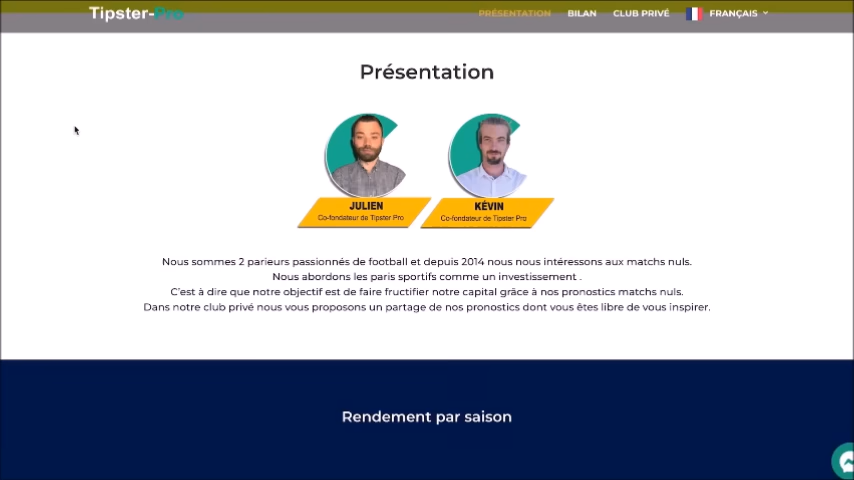 Tipster-Pro
PRÉSENTATION
BILAN
CLUB PRIVÉ
FRANÇAIS
Présentation
JULIEN
Co-fondateur de Tipster Pro
KÉVIN
Co-fondateur de Tipster Pro
Nous sommes 2 parieurs passionnés de football et depuis 2014 nous nous intéressons aux matchs nuls.
Nous abordons les paris sportifs comme un investissement .
C'est à dire que notre objectif est de faire fructifier notre capital grâce à nos pronostics matchs nuls.
Dans notre club privé nous vous proposons un partage de nos pronostics dont vous êtes libre de vous inspirer.
Rendement par saison